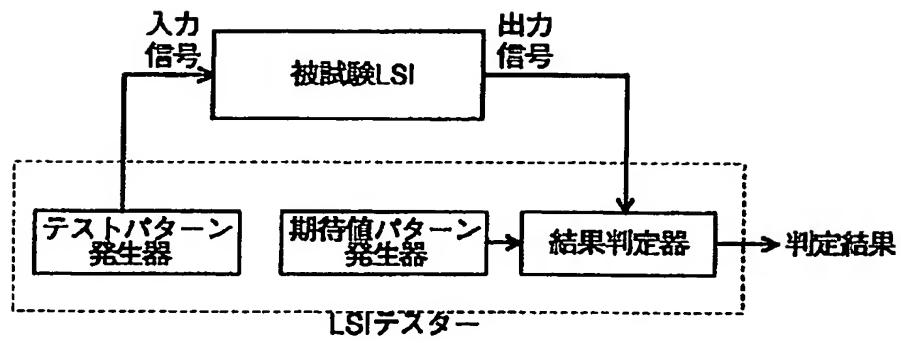 入力
信号
出力
信号
被試験LSI
テストパターン
発生器
期待値パターン
発生器
結果判定器
判定結果
LSIテスター